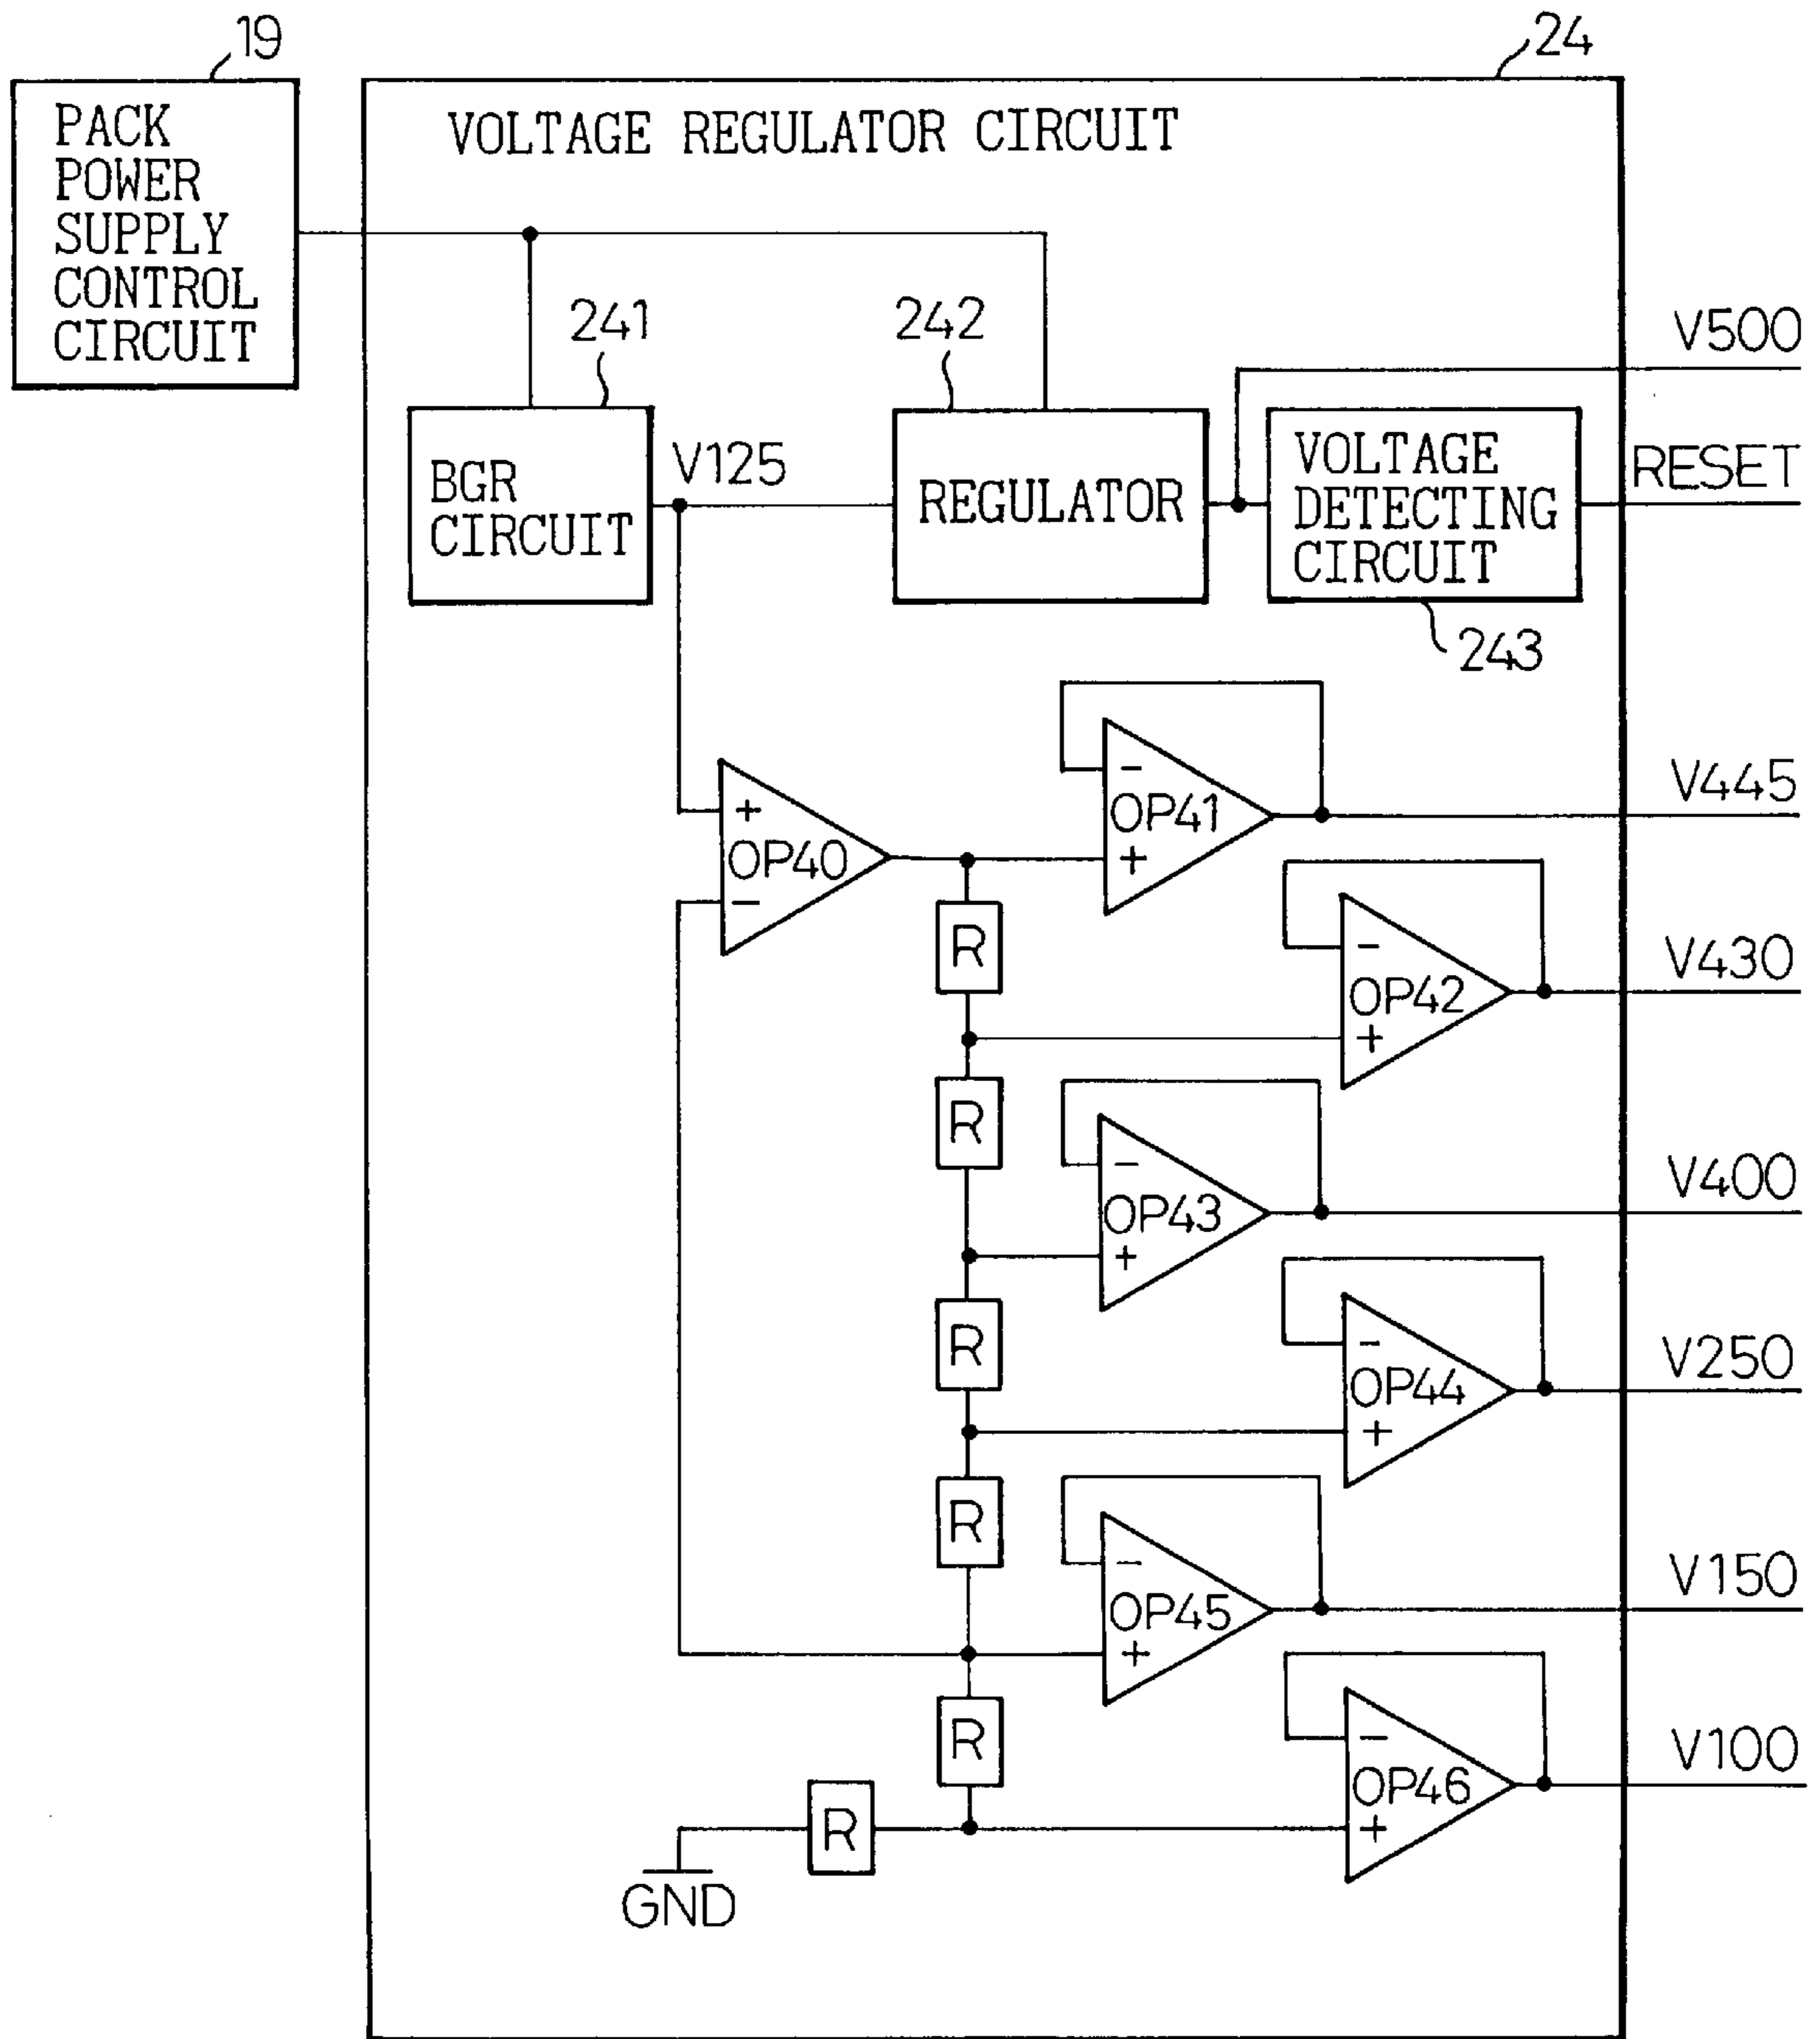 19
24
PACK
POWER
SUPPLY
CONTROL
CIRCUIT
VOLTAGE REGULATOR CIRCUIT
241
242
V500
BGR
CIRCUIT
V125
REGULATOR
VOLTAGE
DETECTING
CIRCUIT
RESET
243
+
OP40
-
-
OP41
+
V445
R
-
OP42
+
V430
R
-
OP43
+
V400
R
-
OP44
+
V250
R
-
OP45
+
V150
R
-
OP46
+
V100
R
GND